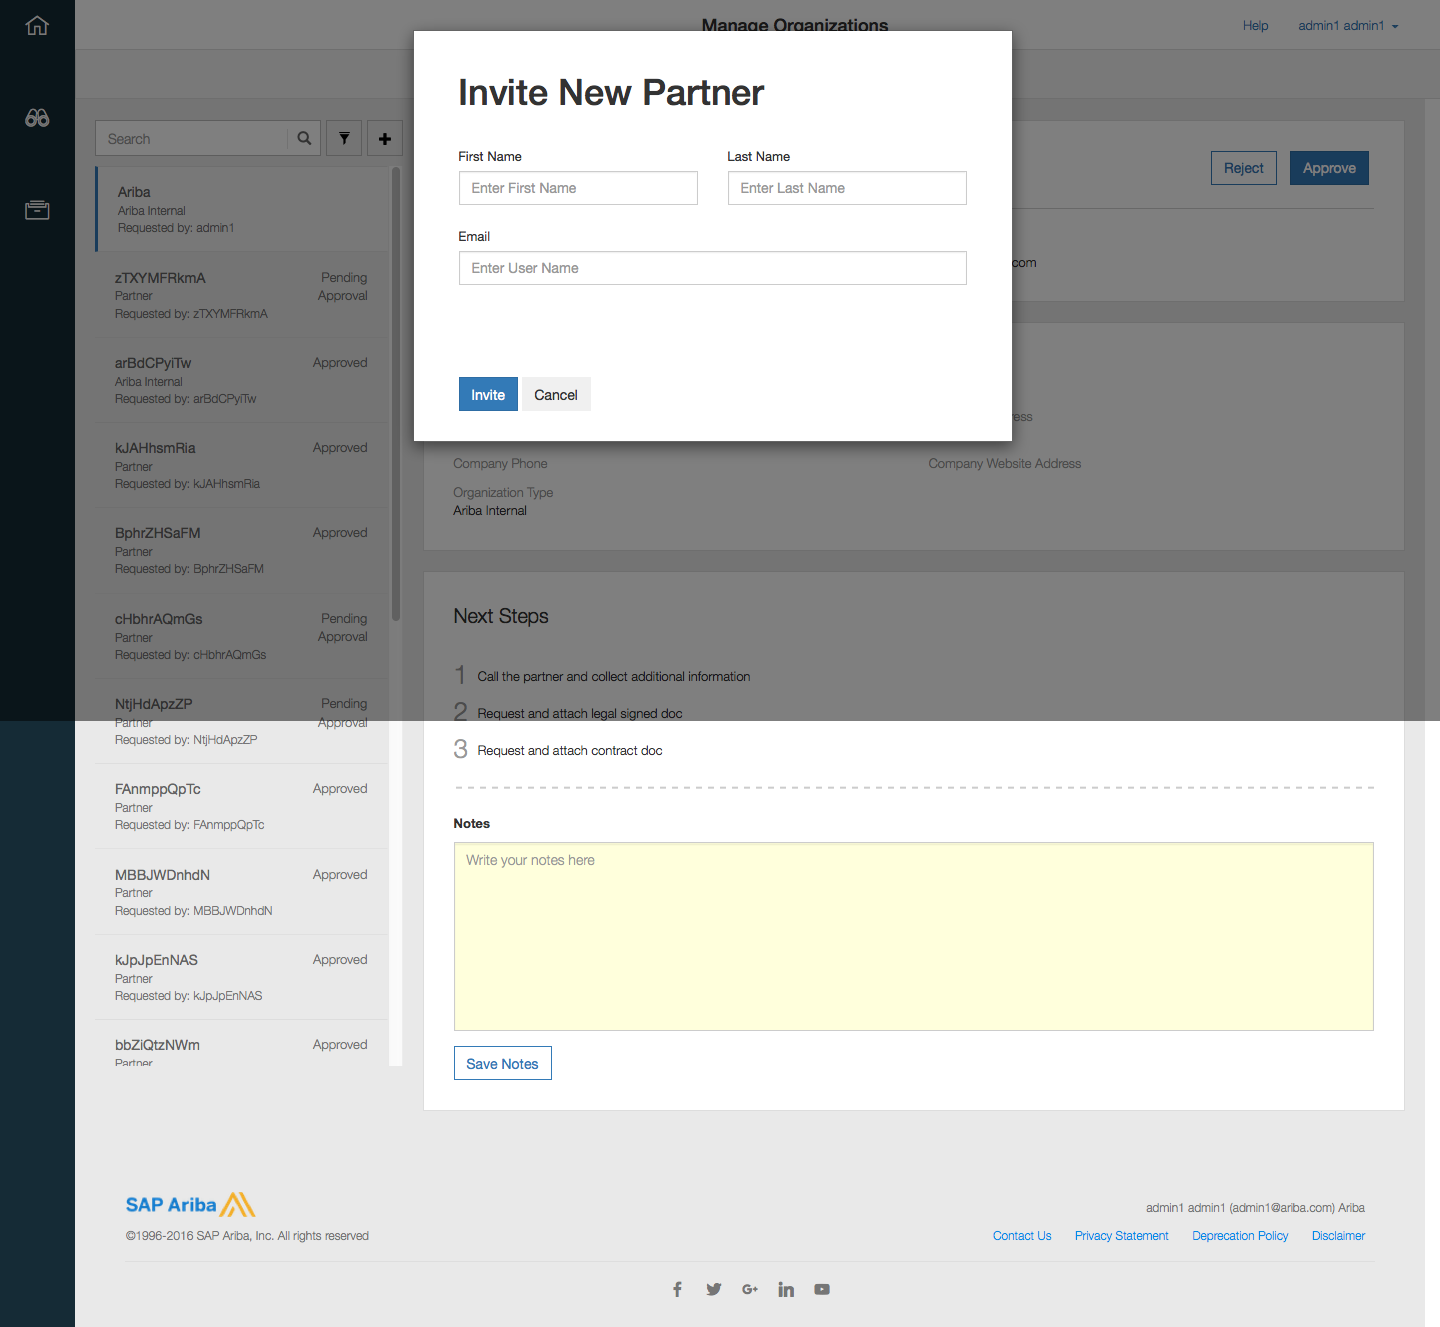 Manage Organizations
Help
admin1 admin1
Invite New Partner
First Name
Last Name
Enter First Name
Enter Last Name
Email
Enter User Name
Invite
Cancel
Search
Ariba
Ariba Internal
Requested by: admin1
zTXYMFRkmA
Pending Approval
Partner
Requested by: zTXYMFRkmA
arBdCPyiTw
Approved
Ariba Internal
Requested by: arBdCPyiTw
kJAHhsmRia
Approved
Partner
Requested by: kJAHhsmRia
BphrZHSaFM
Approved
Partner
Requested by: BphrZHSaFM
cHbhrAQmGs
Pending Approval
Partner
Requested by: cHbhrAQmGs
NtjHdApzZP
Pending Approval
Partner
Requested by: NtjHdApzZP
FAnmppQpTc
Approved
Partner
Requested by: FAnmppQpTc
MBBJWDnhdN
Approved
Partner
Requested by: MBBJWDnhdN
kJpJpEnNAS
Approved
Partner
Requested by: kJpJpEnNAS
bbZiQtzNWm
Approved
Partner
Reject
Approve
com
ress
Company Phone
Company Website Address
Organization Type
Ariba Internal
Next Steps
1 Call the partner and collect additional information
2 Request and attach legal signed doc
3 Request and attach contract doc
Notes
Write your notes here
Save Notes
SAP Ariba
©1996-2016 SAP Ariba, Inc. All rights reserved
admin1 admin1 (admin1@ariba.com) Ariba
Contact Us
Privacy Statement
Deprecation Policy
Disclaimer